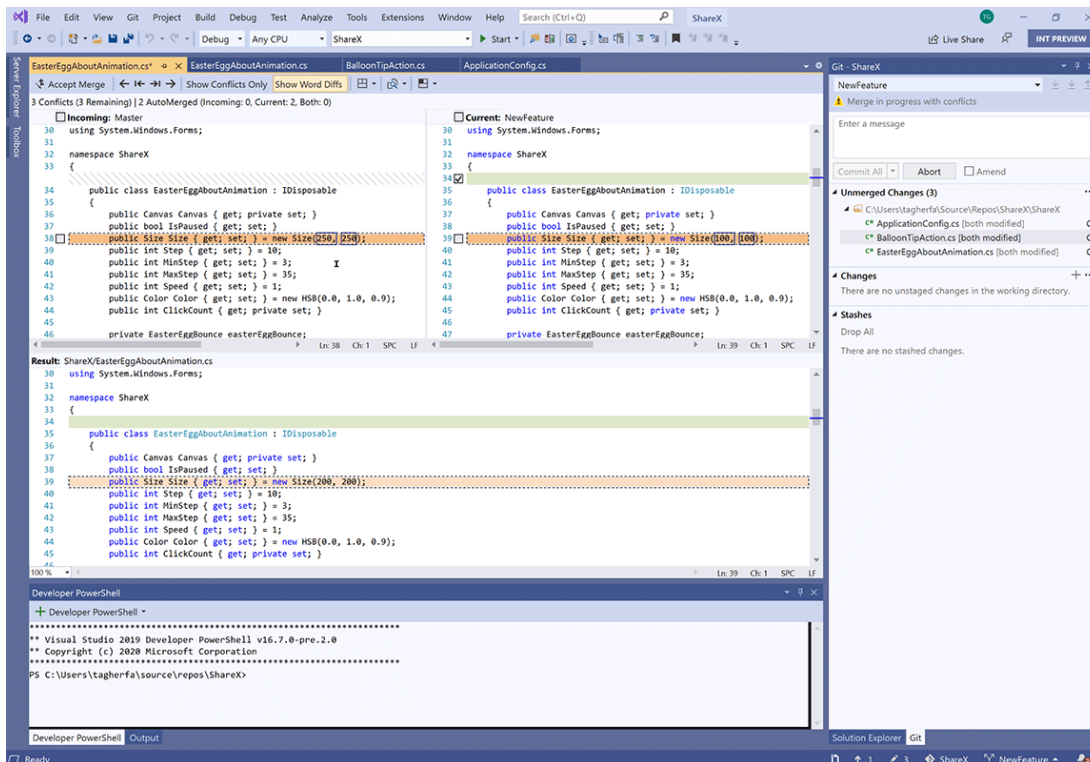 File Edit View Git Project Build Debug Test Analyze Tools Extensions Window Help Search (Ctrl+Q) ShareX TG
Debug Any CPU ShareX Start Live Share INT PREVIEW
Server Explorer
Toolbox
EasterEggAboutAnimation.cs* EasterEggAboutAnimation.cs BalloonTipAction.cs ApplicationConfig.cs
Accept Merge Show Conflicts Only Show Word Diffs
3 Conflicts (3 Remaining) | 2 AutoMerged (Incoming: 0, Current: 2, Both: 0)
Incoming: Master
30 using System.Windows.Forms;
31
32 namespace ShareX
33 {
34 public class EasterEggAboutAnimation : IDisposable
35 {
36 public Canvas Canvas { get; private set; }
37 public bool IsPaused { get; set; }
38 public Size Size { get; set; } = new Size(250, 250);
39 public int Step { get; set; } = 10;
40 public int MinStep { get; set; } = 3;
41 public int MaxStep { get; set; } = 35;
42 public int Speed { get; set; } = 1;
43 public Color Color { get; set; } = new HSB(0.0, 1.0, 0.9);
44 public int ClickCount { get; private set; }
45
46 private EasterEggBounce easterEggBounce;
Ln: 38 Ch: 1 SPC LF
Current: NewFeature
30 using System.Windows.Forms;
31
32 namespace ShareX
33 {
34
35 public class EasterEggAboutAnimation : IDisposable
36 {
37 public Canvas Canvas { get; private set; }
38 public bool IsPaused { get; set; }
39 public Size Size { get; set; } = new Size(100, 100);
40 public int Step { get; set; } = 10;
41 public int MinStep { get; set; } = 3;
42 public int MaxStep { get; set; } = 35;
43 public int Speed { get; set; } = 1;
44 public Color Color { get; set; } = new HSB(0.0, 1.0, 0.9);
45 public int ClickCount { get; private set; }
46
47 private EasterEggBounce easterEggBounce;
Ln: 39 Ch: 1 SPC LF
Result: ShareX/EasterEggAboutAnimation.cs
30 using System.Windows.Forms;
31
32 namespace ShareX
33 {
34
35 public class EasterEggAboutAnimation : IDisposable
36 {
37 public Canvas Canvas { get; private set; }
38 public bool IsPaused { get; set; }
39 public Size Size { get; set; } = new Size(200, 200);
40 public int Step { get; set; } = 10;
41 public int MinStep { get; set; } = 3;
42 public int MaxStep { get; set; } = 35;
43 public int Speed { get; set; } = 1;
44 public Color Color { get; set; } = new HSB(0.0, 1.0, 0.9);
45 public int ClickCount { get; private set; }
46
100 % Ln: 39 Ch: 1 SPC LF
Developer PowerShell
Developer PowerShell
**********************************************************************
** Visual Studio 2019 Developer PowerShell v16.7.0-pre.2.0
** Copyright (c) 2020 Microsoft Corporation
**********************************************************************
PS C:\Users\tagherfa\source\repos\ShareX>
Developer PowerShell Output
Git - ShareX
NewFeature
Merge in progress with conflicts
Enter a message
Commit All Abort Amend
Unmerged Changes (3)
C:\Users\tagherfa\Source\Repos\ShareX\ShareX
C# ApplicationConfig.cs [both modified]
C# BalloonTipAction.cs [both modified]
C# EasterEggAboutAnimation.cs [both modified]
Changes
There are no unstaged changes in the working directory.
Stashes
Drop All
There are no stashed changes.
Solution Explorer Git
Ready 1 3 ShareX NewFeature